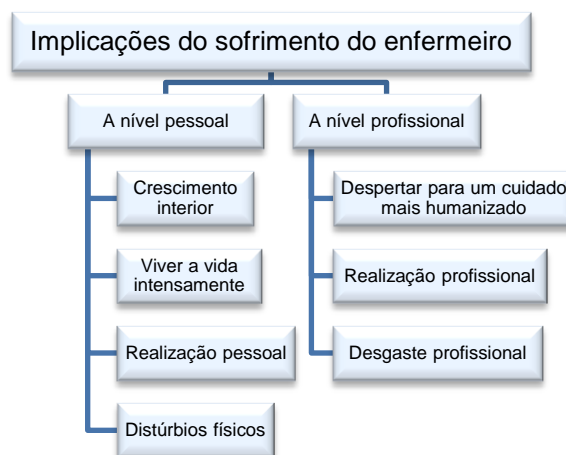 Implicações do sofrimento do enfermeiro
A nível pessoal
A nível profissional
Crescimento
interior
Despertar para um cuidado
mais humanizado
Viver a vida
intensamente
Realização profissional
Realização pessoal
Desgaste profissional
Distúrbios físicos